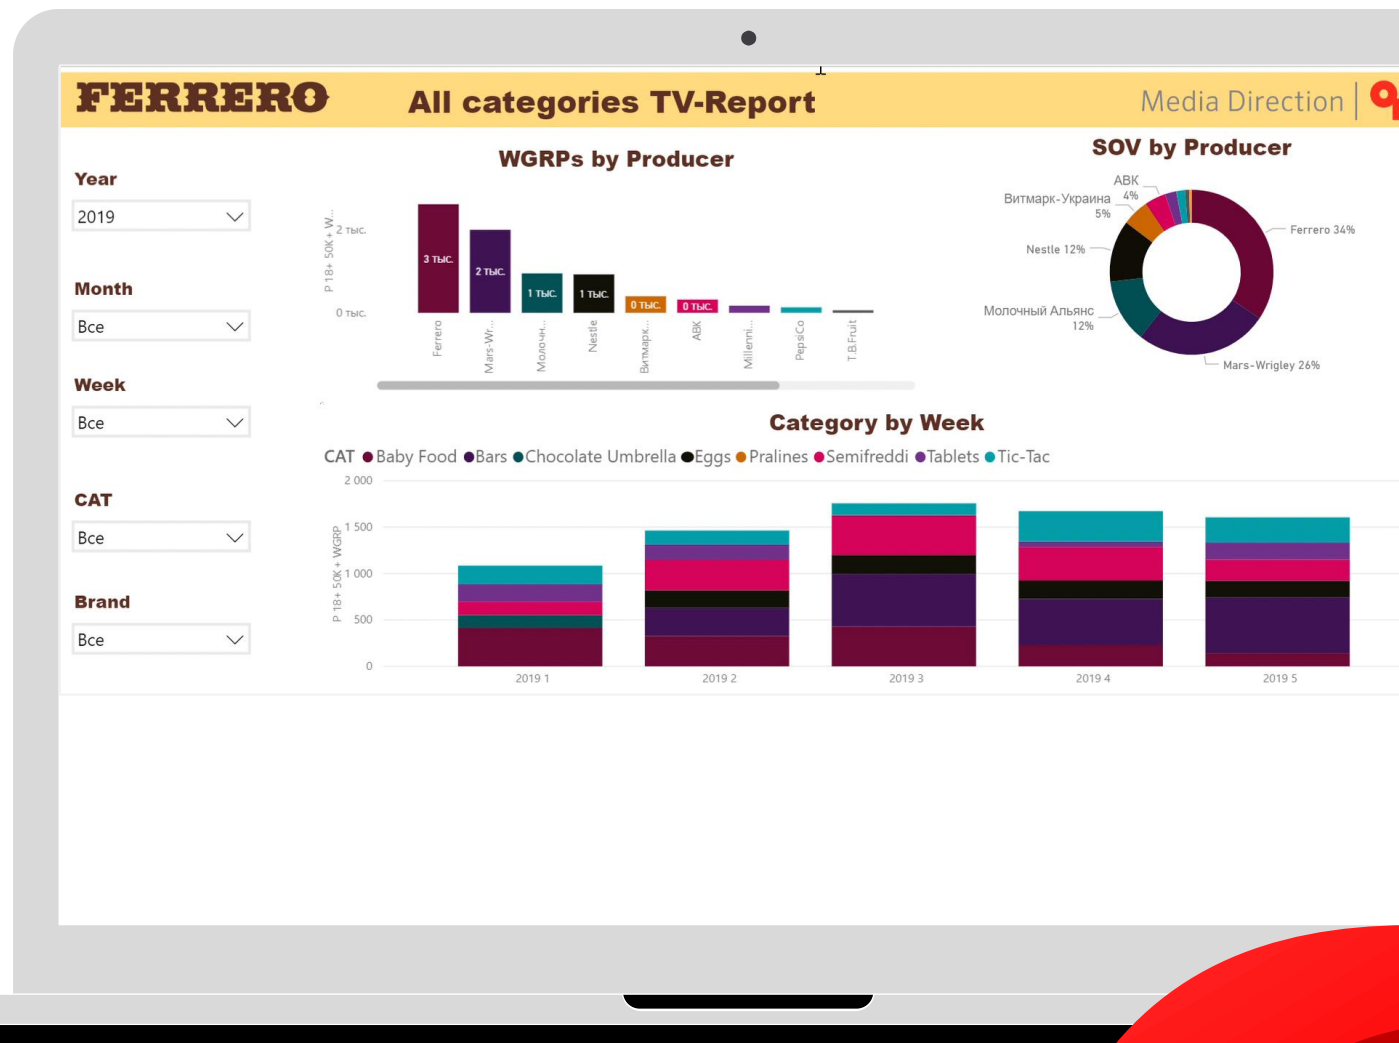 FERRERO
All categories TV-Report
Media Direction
Year
2019
Month
Все
Week
Все
CAT
Все
Brand
Все
WGRPs by Producer
P 18+ 50K+ W...
2 тыс.
0 тыс.
3 тыс.
2 тыс.
1 тыс.
1 тыс.
0 тыс.
0 тыс.
Ferrero
Mars-Wr...
Молочн...
Nestle
Витмарк...
АВК
Millenni...
PepsiCo
T.B.Fruit
SOV by Producer
АВК
4%
Витмарк-Украина
5%
Nestle 12%
Молочный Альянс
12%
Ferrero 34%
Mars-Wrigley 26%
Category by Week
CAT Baby Food Bars Chocolate Umbrella Eggs Pralines Semifreddi Tablets Tic-Tac
P 18+ 50K+ WGRP
2 000
1 500
1 000
500
0
2019 1
2019 2
2019 3
2019 4
2019 5